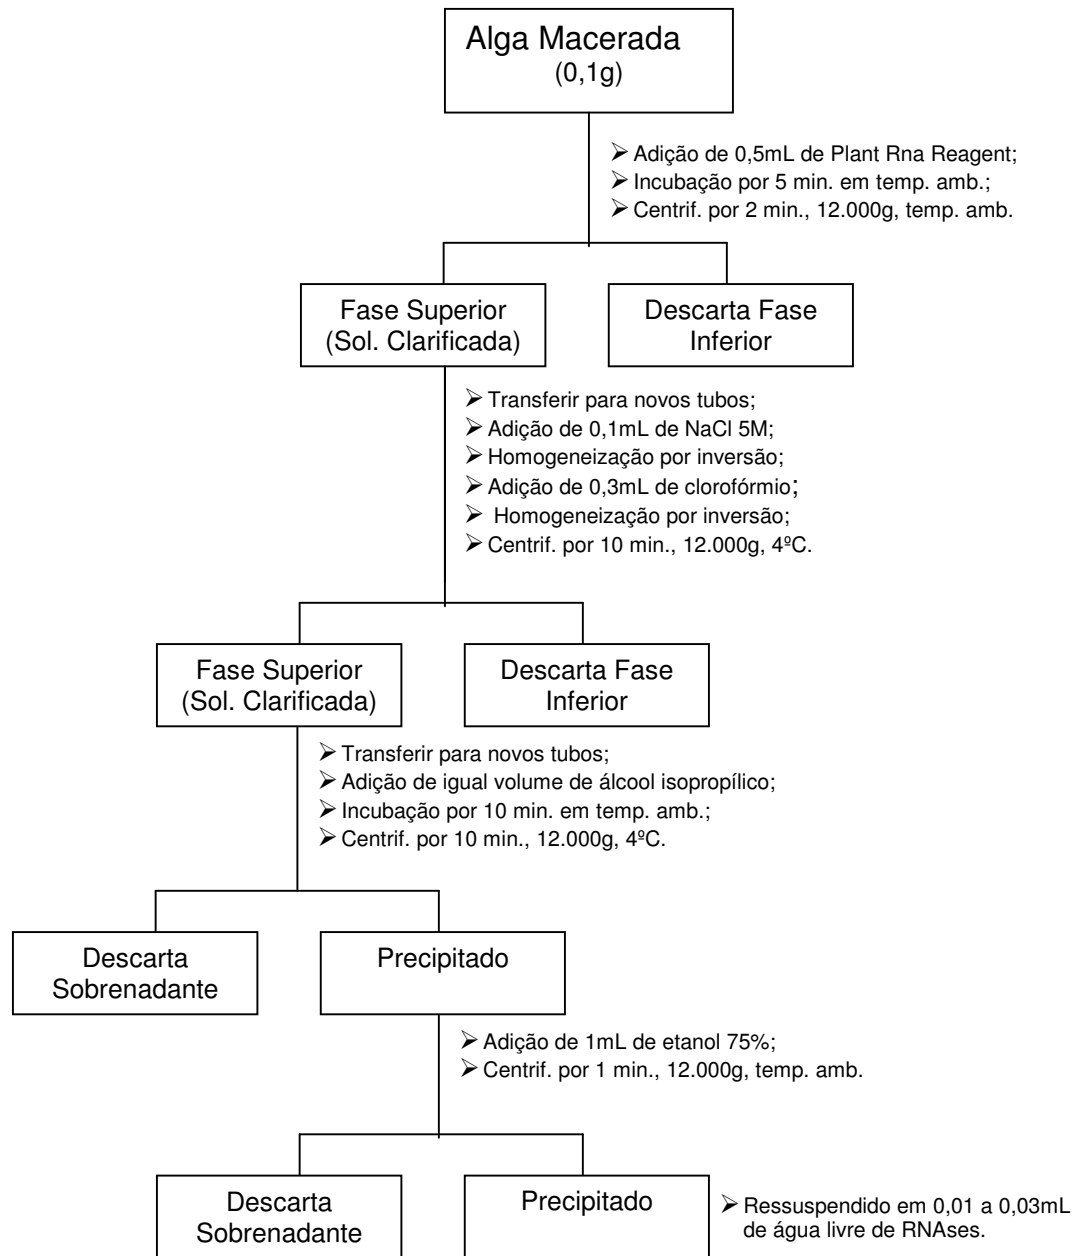 Alga Macerada
(0,1g)
➢ Adição de 0,5mL de Plant Rna Reagent;
➢ Incubação por 5 min. em temp. amb.;
➢ Centrif. por 2 min., 12.000g, temp. amb.
Fase Superior
(Sol. Clarificada)
Descarta Fase
Inferior
➢ Transferir para novos tubos;
➢ Adição de 0,1mL de NaCl 5M;
➢ Homogeneização por inversão;
➢ Adição de 0,3mL de clorofórmio;
➢ Homogeneização por inversão;
➢ Centrif. por 10 min., 12.000g, 4ºC.
Fase Superior
(Sol. Clarificada)
Descarta Fase
Inferior
➢ Transferir para novos tubos;
➢ Adição de igual volume de álcool isopropílico;
➢ Incubação por 10 min. em temp. amb.;
➢ Centrif. por 10 min., 12.000g, 4ºC.
Descarta
Sobrenadante
Precipitado
➢ Adição de 1mL de etanol 75%;
➢ Centrif. por 1 min., 12.000g, temp. amb.
Descarta
Sobrenadante
Precipitado
➢ Ressuspendido em 0,01 a 0,03mL
de água livre de RNAses.